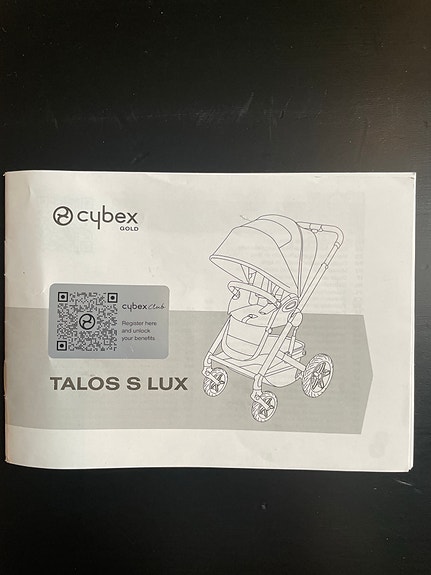 cybex
GOLD
cybex Club
Register here
and unlock
your benefits
TALOS S LUX